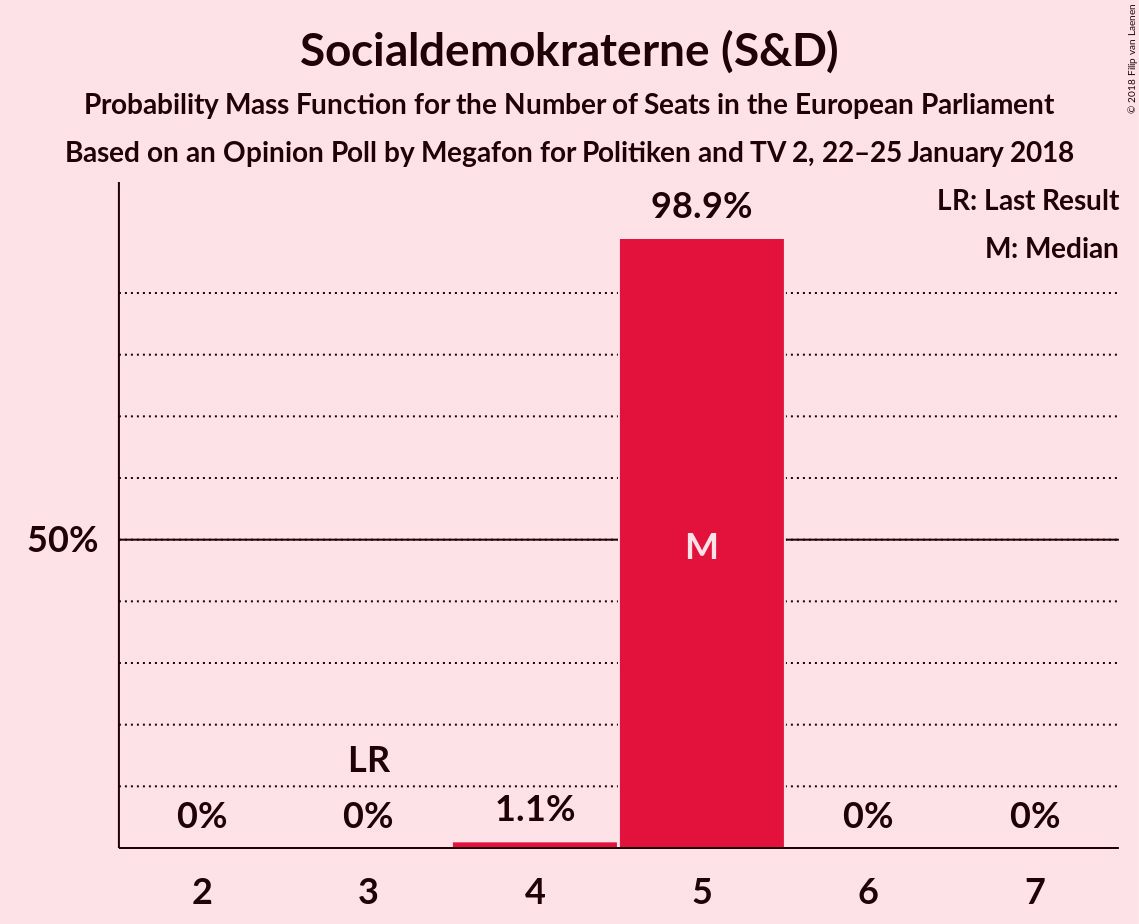 Socialdemokraterne (S&D)
Probability Mass Function for the Number of Seats in the European Parliament
Based on an Opinion Poll by Megafon for Politiken and TV 2, 22–25 January 2018
© 2018 Filip van Laenen
LR: Last Result
M: Median
98.9%
50%
M
LR
0%
0%
1.1%
0%
0%
2
3
4
5
6
7